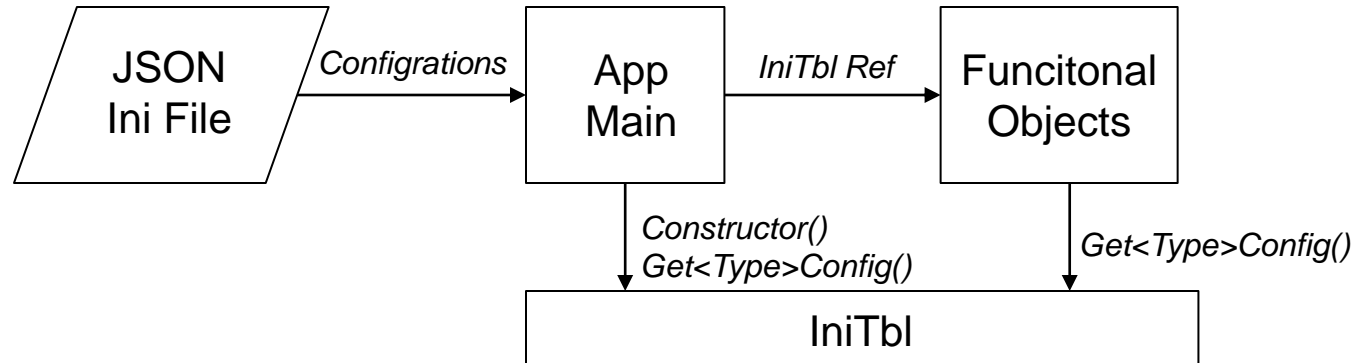 JSON
Ini File
Configrations
App
Main
IniTbl Ref
Funcitonal
Objects
Constructor()
Get<Type>Config()
Get<Type>Config()
IniTbl